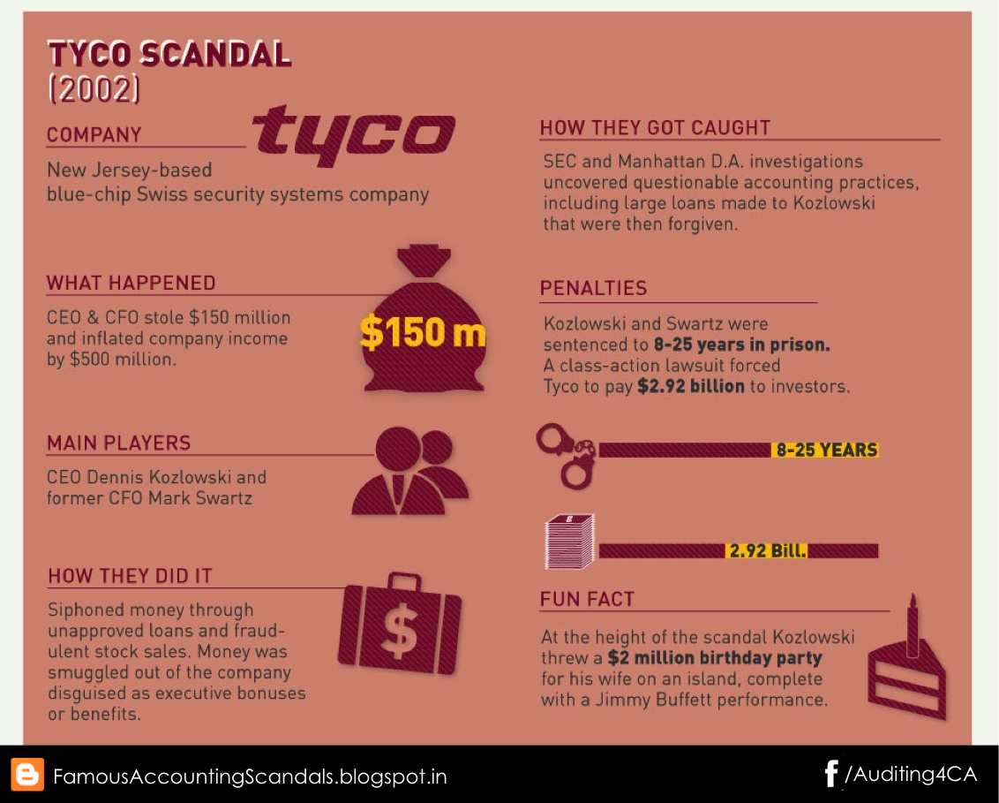 TYCO SCANDAL
(2002)
tyco
COMPANY
New Jersey-based
blue-chip Swiss security systems company
WHAT HAPPENED
CEO & CFO stole $150 million
and inflated company income
by $500 million.
$150 m
MAIN PLAYERS
CEO Dennis Kozlowski and
former CFO Mark Swartz
HOW THEY DID IT
Siphoned money through
unapproved loans and fraud-
ulent stock sales. Money was
smuggled out of the company
disguised as executive bonuses
or benefits.
$
HOW THEY GOT CAUGHT
SEC and Manhattan D.A. investigations
uncovered questionable accounting practices,
including large loans made to Kozlowski
that were then forgiven.
PENALTIES
Kozlowski and Swartz were
sentenced to 8-25 years in prison.
A class-action lawsuit forced
Tyco to pay $2.92 billion to investors.
8-25 YEARS
2.92 Bill.
FUN FACT
At the height of the scandal Kozlowski
threw a $2 million birthday party
for his wife on an island, complete
with a Jimmy Buffett performance.
FamousAccountingScandals.blogspot.in
/Auditing4CA